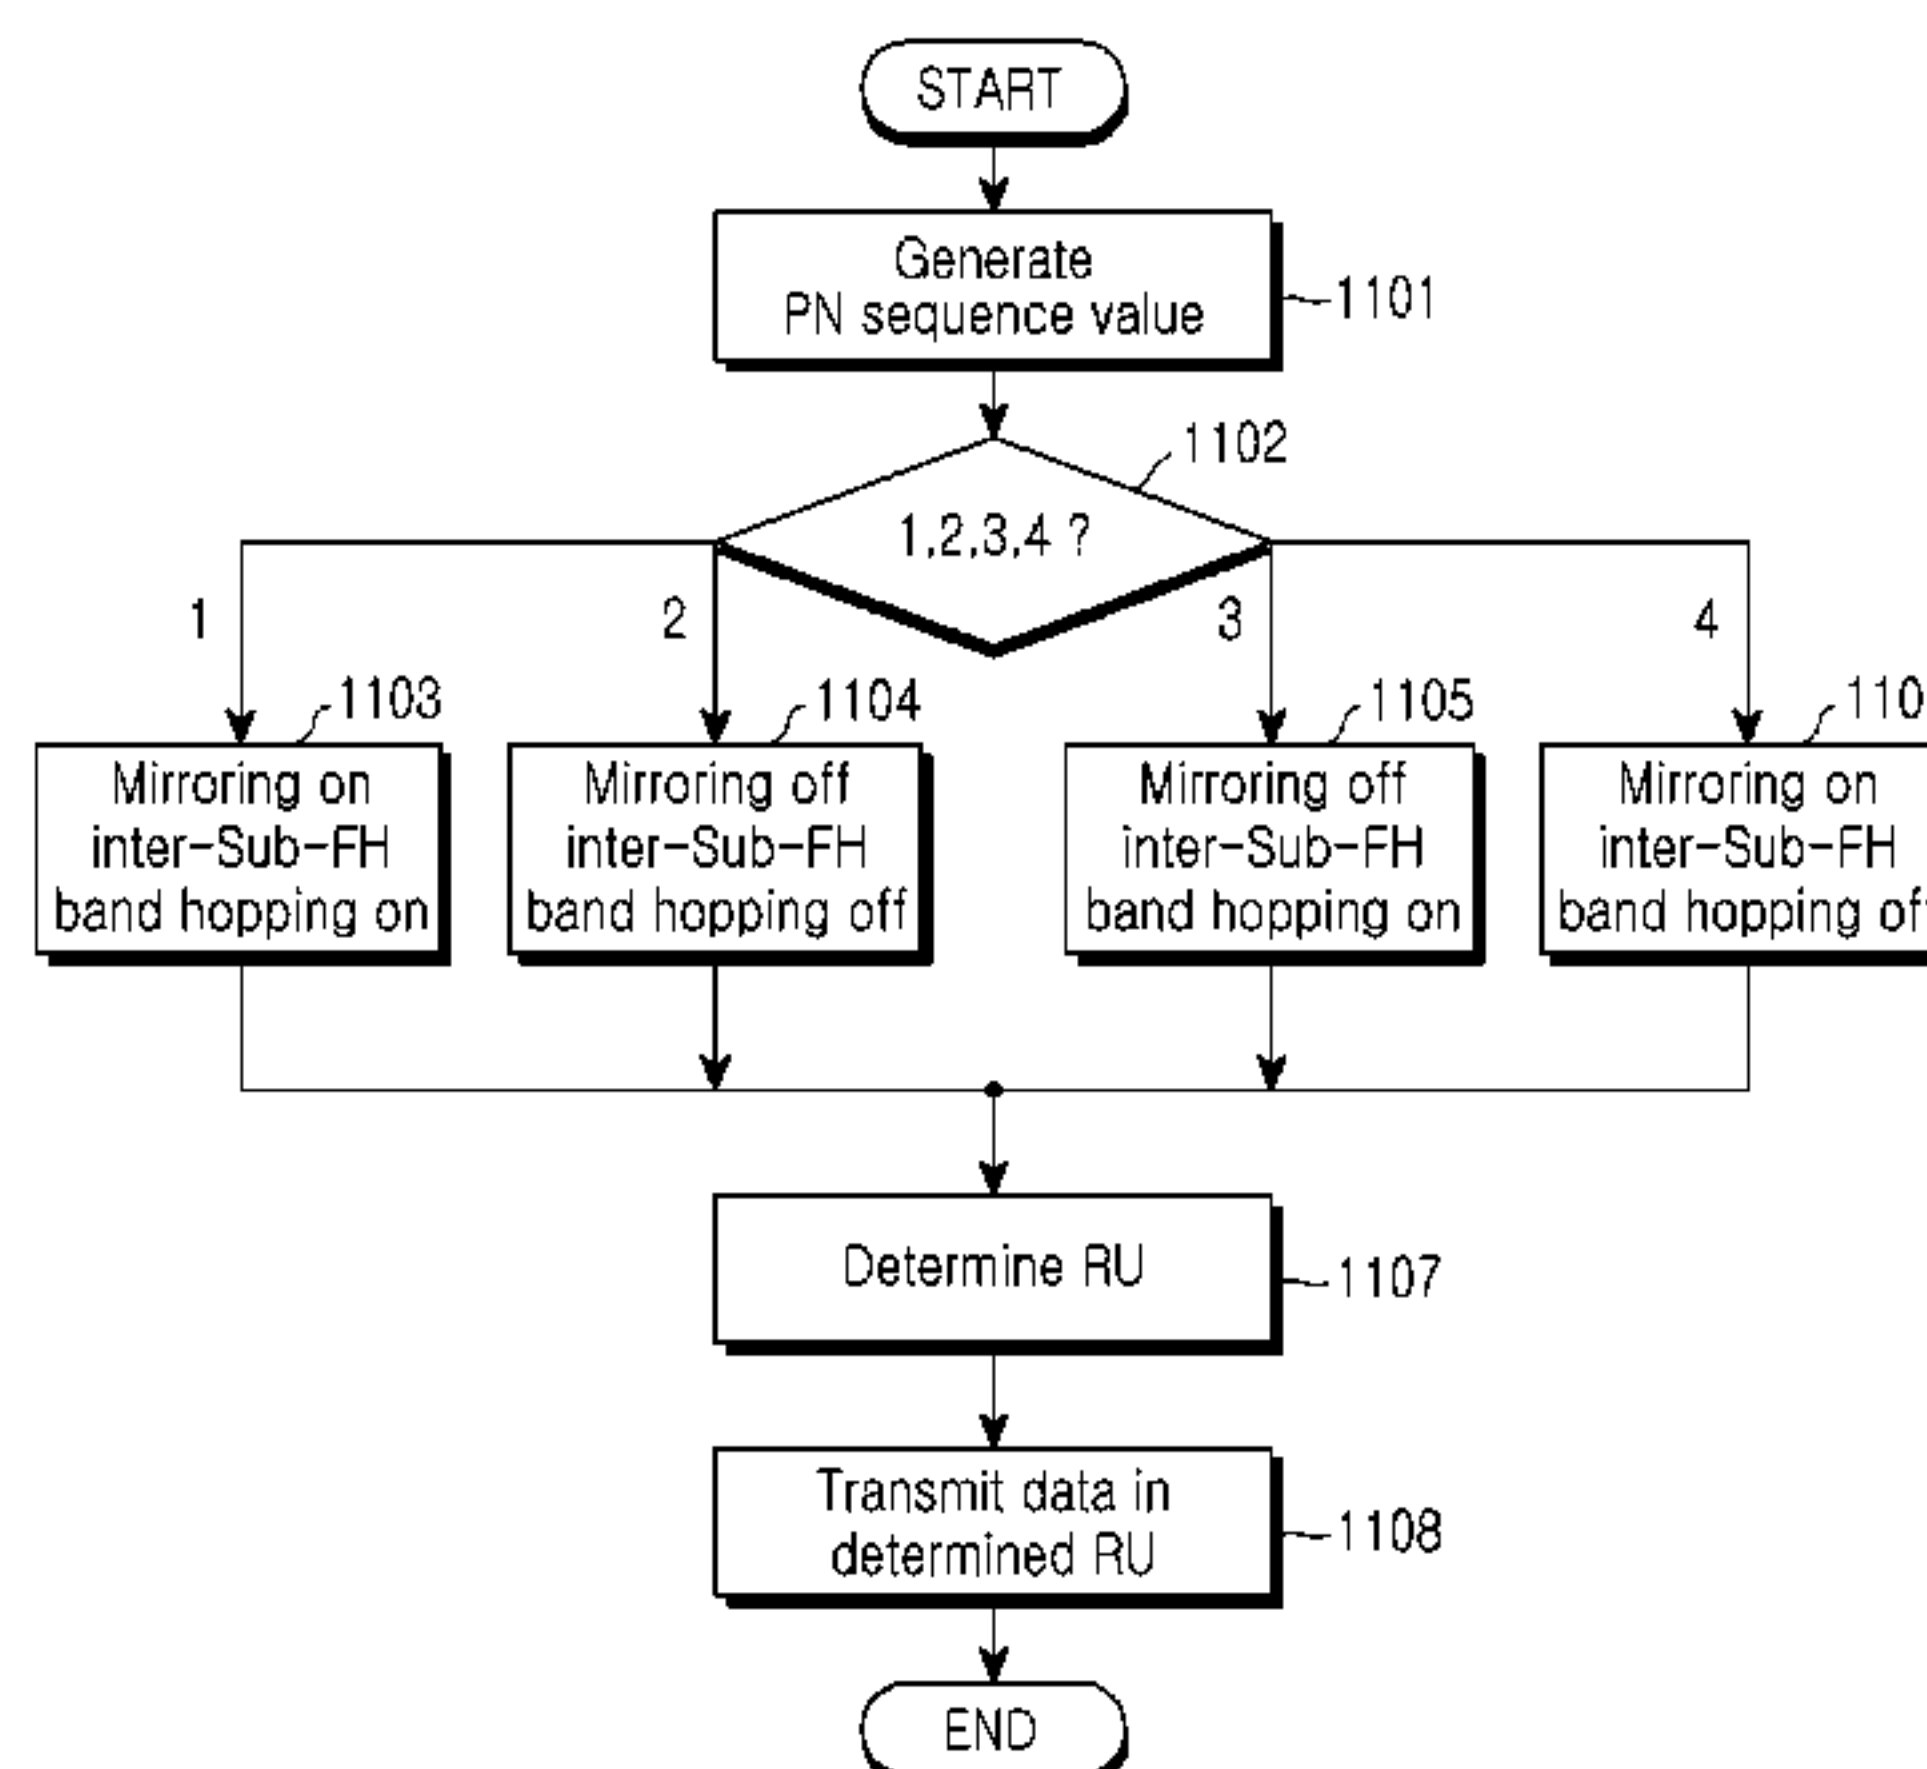 START
Generate
PN sequence value
1101
1102
1,2,3,4 ?
1
2
3
4
1103
1104
1105
Mirroring on
inter-Sub-FH
band hopping on
Mirroring off
inter-Sub-FH
band hopping off
Mirroring off
inter-Sub-FH
band hopping on
Mirroring on
inter-Sub-FH
band hopping
Determine RU
1107
Transmit data in
determined RU
1108
END